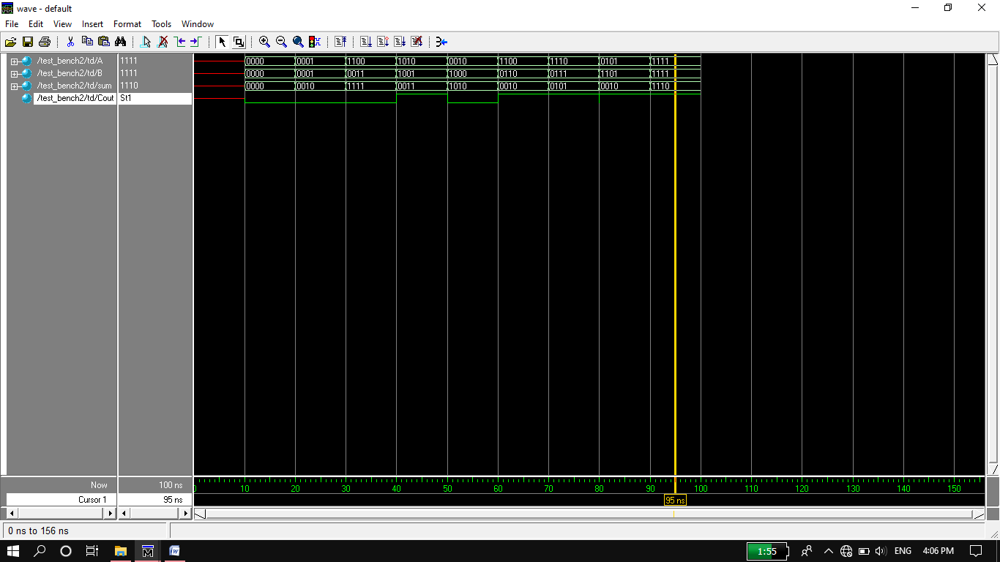 wave - default
File Edit View Insert Format Tools Window
/test_bench2/td/A 1111 0000 0001 1100 1010 0010 1100 1110 0101 1111
/test_bench2/td/B 1111 0000 0001 0011 1001 1000 0110 0111 1101 1111
/test_bench2/td/sum 1110 0000 0010 1111 0011 1010 0010 0101 0010 1110
/test_bench2/td/Cout St1
Now 100 ns 10 20 30 40 50 60 70 80 90 100 110 120 130 140 150
Cursor 1 95 ns 95 ns
0 ns to 156 ns
1:55 ENG 4:06 PM